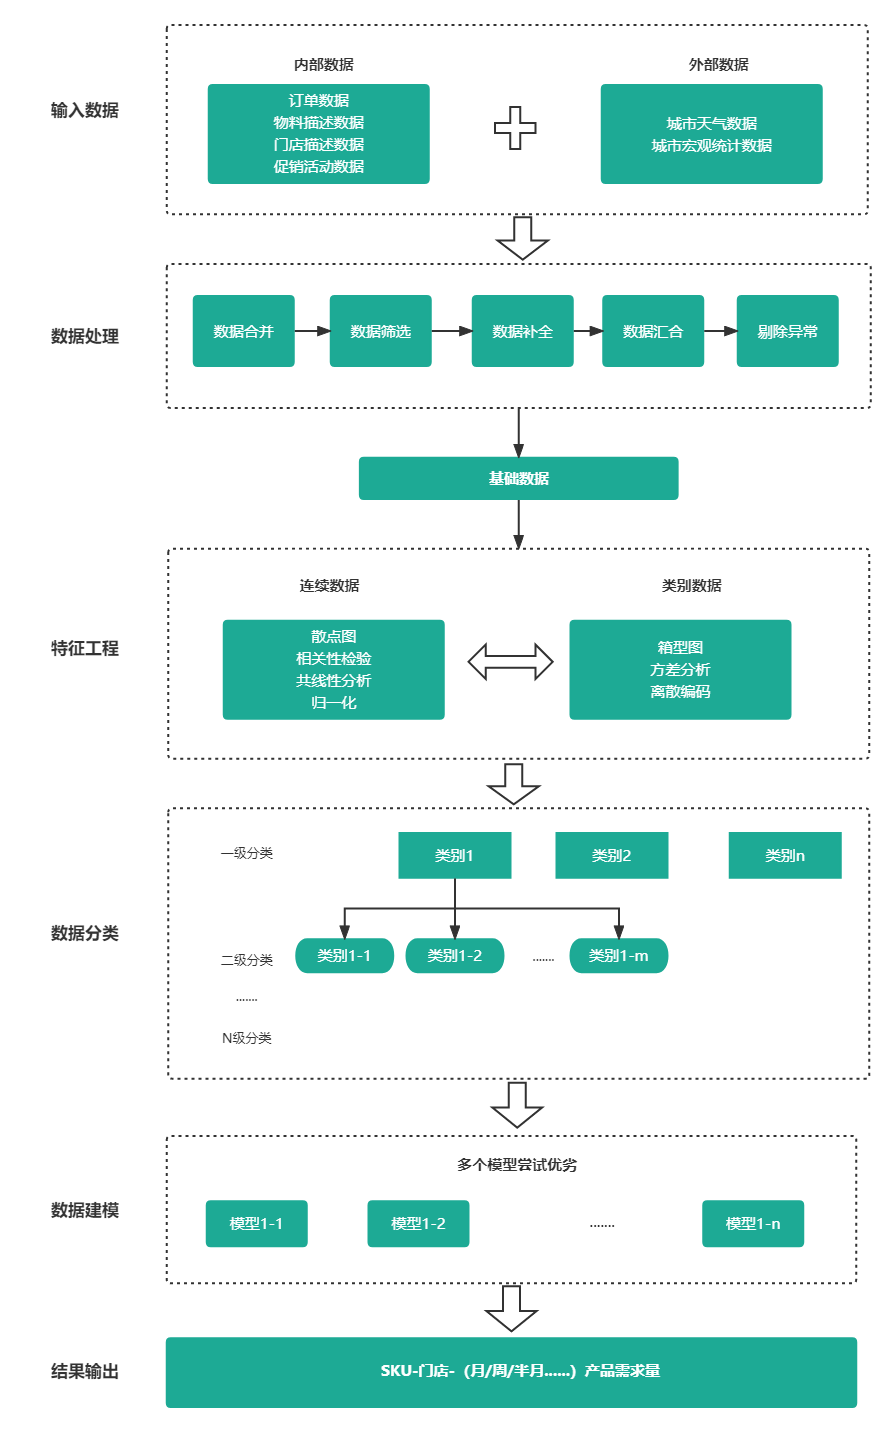 输入数据
内部数据
订单数据
物料描述数据
门店描述数据
促销活动数据
外部数据
城市天气数据
城市宏观统计数据
数据处理
数据合并
数据筛选
数据补全
数据汇合
剔除异常
基础数据
特征工程
连续数据
散点图
相关性检验
共线性分析
归一化
类别数据
箱型图
方差分析
离散编码
数据分类
一级分类
类别1
类别2
类别n
二级分类
类别1-1
类别1-2
.......
类别1-m
.......
N级分类
数据建模
多个模型尝试优劣
模型1-1
模型1-2
.......
模型1-n
结果输出
SKU-门店-（月/周/半月......）产品需求量